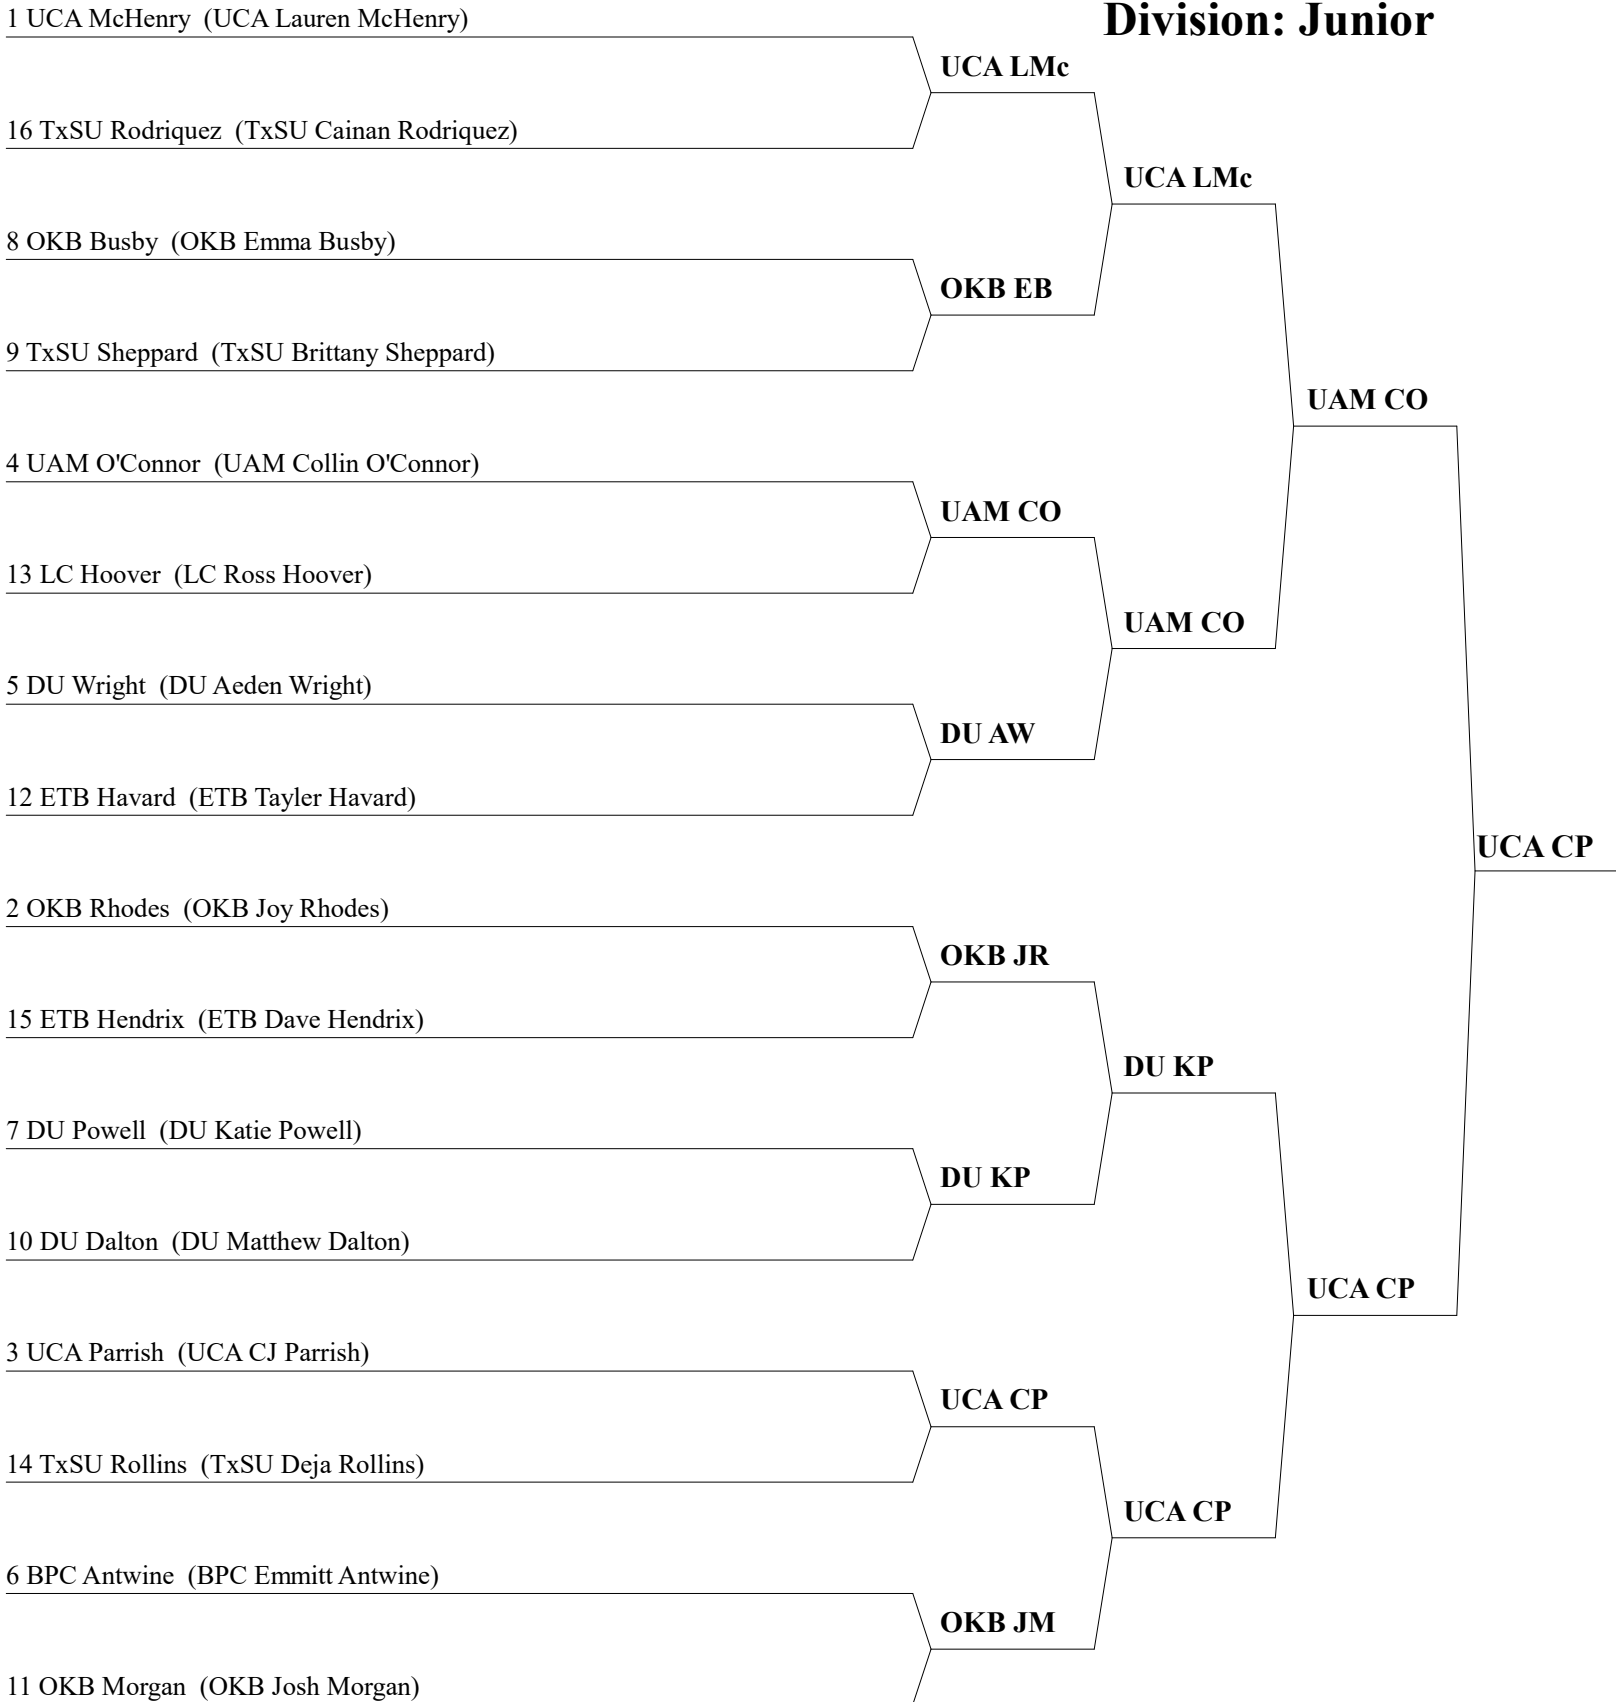 Division: Junior
1 UCA McHenry (UCA Lauren McHenry)
UCA LMc
16 TxSU Rodriquez (TxSU Cainan Rodriquez)
UCA LMc
8 OKB Busby (OKB Emma Busby)
OKB EB
9 TxSU Sheppard (TxSU Brittany Sheppard)
UAM CO
4 UAM O'Connor (UAM Collin O'Connor)
UAM CO
13 LC Hoover (LC Ross Hoover)
UAM CO
5 DU Wright (DU Aeden Wright)
DU AW
12 ETB Havard (ETB Tayler Havard)
UCA CP
2 OKB Rhodes (OKB Joy Rhodes)
OKB JR
15 ETB Hendrix (ETB Dave Hendrix)
DU KP
7 DU Powell (DU Katie Powell)
DU KP
10 DU Dalton (DU Matthew Dalton)
UCA CP
3 UCA Parrish (UCA CJ Parrish)
UCA CP
14 TxSU Rollins (TxSU Deja Rollins)
UCA CP
6 BPC Antwine (BPC Emmitt Antwine)
OKB JM
11 OKB Morgan (OKB Josh Morgan)